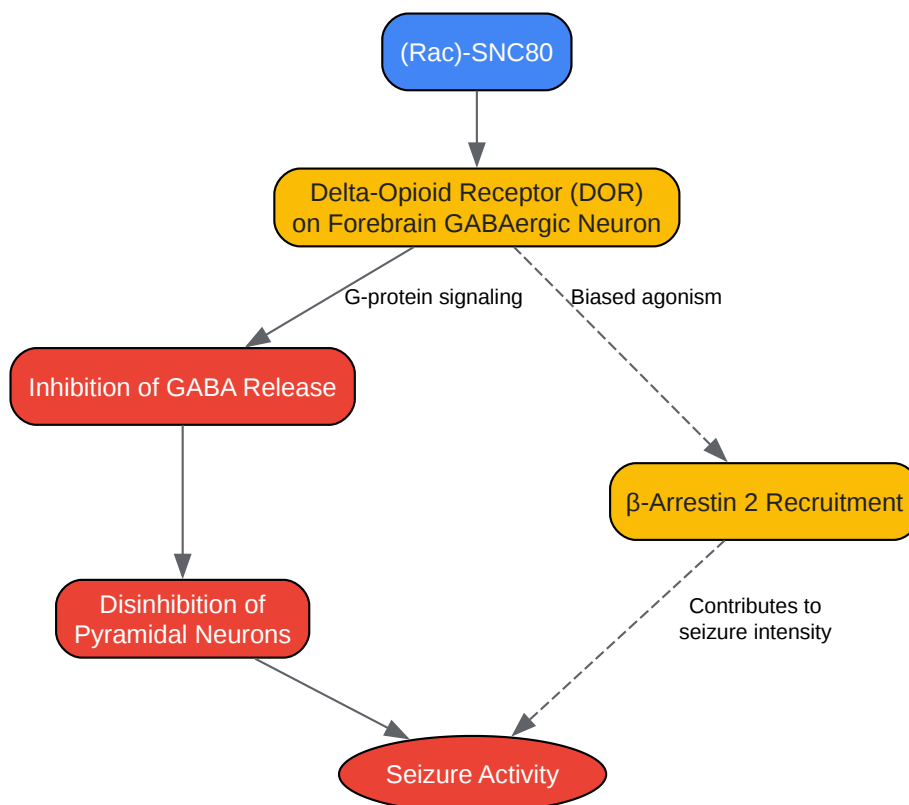 (Rac)-SNC80
Delta-Opioid Receptor (DOR)
on Forebrain GABAergic Neuron
G-protein signaling
Biased agonism
Inhibition of GABA Release
β-Arrestin 2 Recruitment
Disinhibition of
Pyramidal Neurons
Contributes to
seizure intensity
Seizure Activity